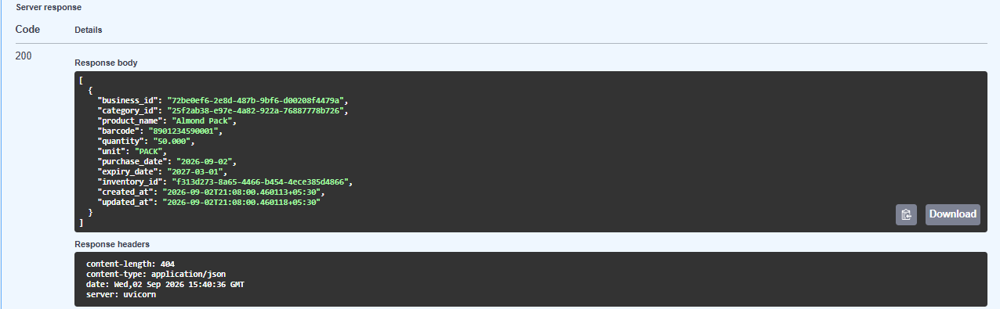 Server response
Code Details
200
Response body
[
  {
    "business_id": "72be0ef6-2e8d-487b-9bf6-d00208f4479a",
    "category_id": "25f2ab38-e97e-4a82-922a-76887778b726",
    "product_name": "Almond Pack",
    "barcode": "8901234590001",
    "quantity": "50.000",
    "unit": "PACK",
    "purchase_date": "2026-09-02",
    "expiry_date": "2027-03-01",
    "inventory_id": "f313d273-8a65-4466-b454-4ece385d4866",
    "created_at": "2026-09-02T21:08:00.460113+05:30",
    "updated_at": "2026-09-02T21:08:00.460118+05:30"
  }
]
Download
Response headers
content-length: 404
content-type: application/json
date: Wed,02 Sep 2026 15:40:36 GMT
server: uvicorn